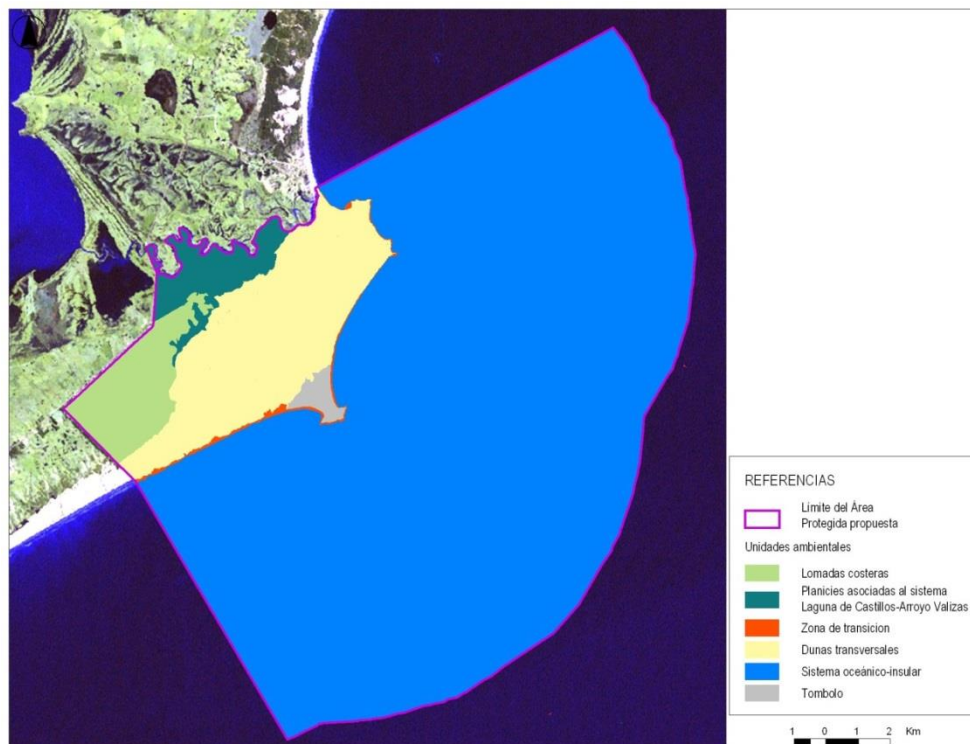 REFERENCIAS
Límite del Área
Protegida propuesta
Unidades ambientales
Lomadas costeras
Planicies asociadas al sistema
Laguna de Castillos-Arroyo Valizas
Zona de transicion
Dunas transversales
Sistema oceánico-insular
Tombolo
1 0 1 2 Km